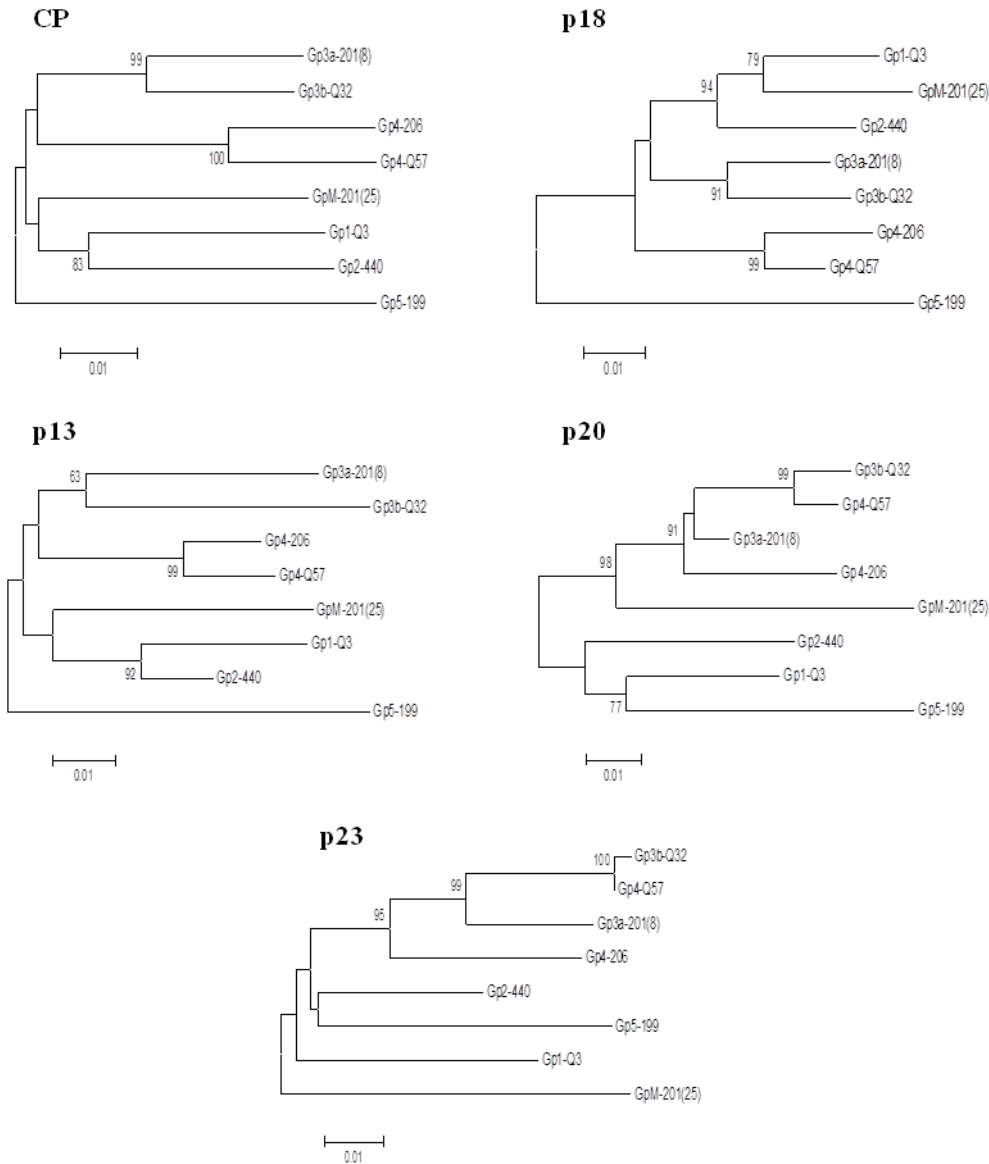 CP
99
Gp3a-201(8)
Gp3b-Q32
Gp4-206
100
Gp4-Q57
GpM-201(25)
Gp1-Q3
83
Gp2-440
Gp5-199
0.01
p18
79
Gp1-Q3
94
GpM-201(25)
Gp2-440
Gp3a-201(8)
91
Gp3b-Q32
Gp4-206
99
Gp4-Q57
Gp5-199
0.01
p13
63
Gp3a-201(8)
Gp3b-Q32
Gp4-206
99
Gp4-Q57
GpM-201(25)
Gp1-Q3
92
Gp2-440
Gp5-199
0.01
p20
99
Gp3b-Q32
Gp4-Q57
91
Gp3a-201(8)
98
Gp4-206
GpM-201(25)
Gp2-440
Gp1-Q3
77
Gp5-199
0.01
p23
100
Gp3b-Q32
99
Gp4-Q57
95
Gp3a-201(8)
Gp4-206
Gp2-440
Gp5-199
Gp1-Q3
GpM-201(25)
0.01